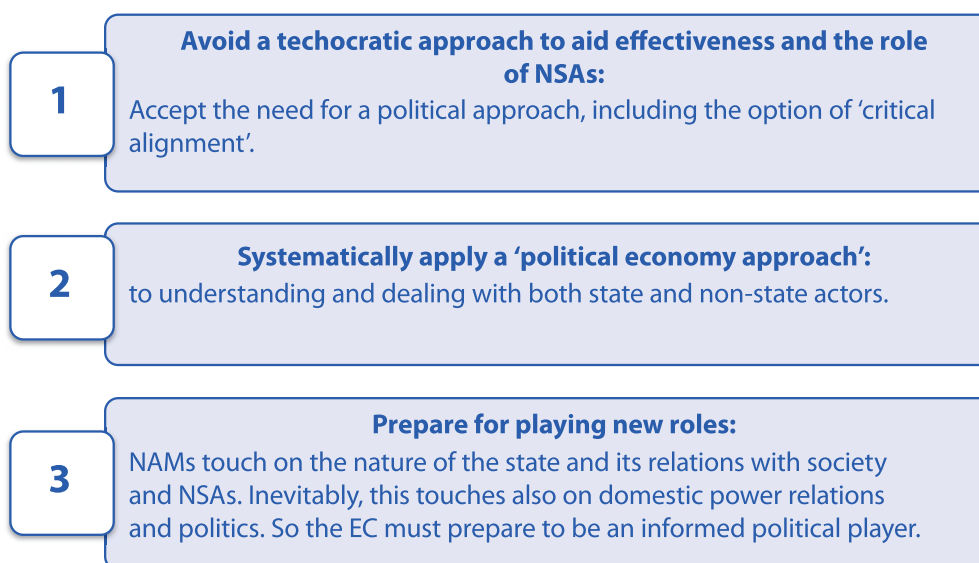 1
Avoid a techocratic approach to aid effectiveness and the role
of NSAs:
Accept the need for a political approach, including the option of ‘critical
alignment’.
2
Systematically apply a ‘political economy approach’:
to understanding and dealing with both state and non-state actors.
3
Prepare for playing new roles:
NAMs touch on the nature of the state and its relations with society
and NSAs. Inevitably, this touches also on domestic power relations
and politics. So the EC must prepare to be an informed political player.